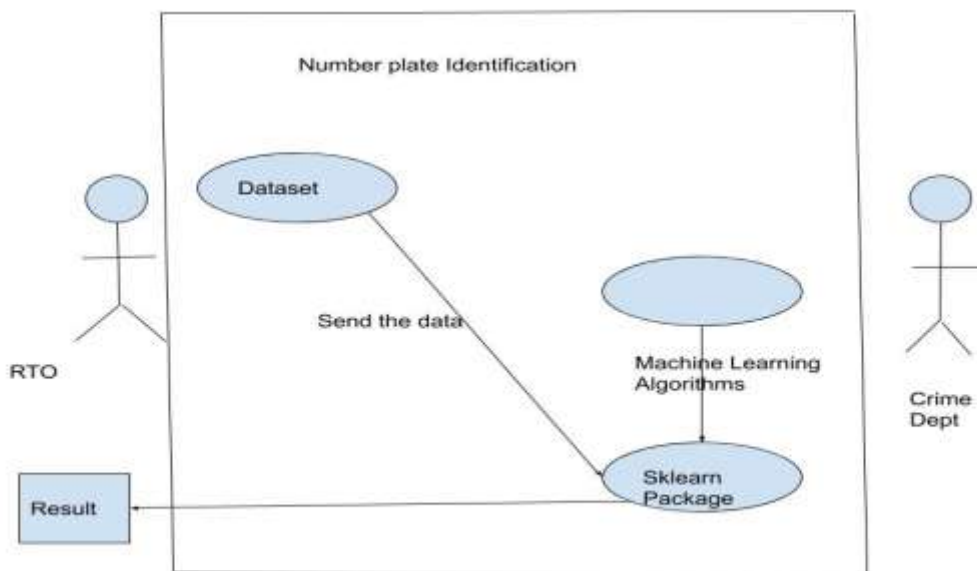 Number plate Identification
Dataset
Send the data
Machine Learning
Algorithms
RTO
Crime
Dept
Sklearn
Package
Result